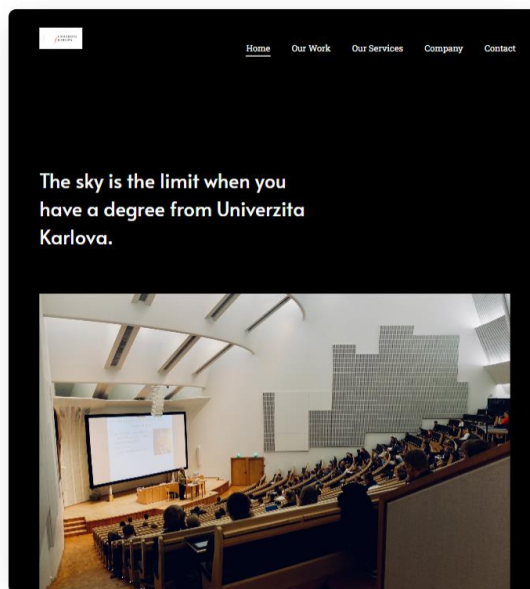 Home
Our Work
Our Services
Company
Contact
The sky is the limit when you
have a degree from Univerzita
Karlova.